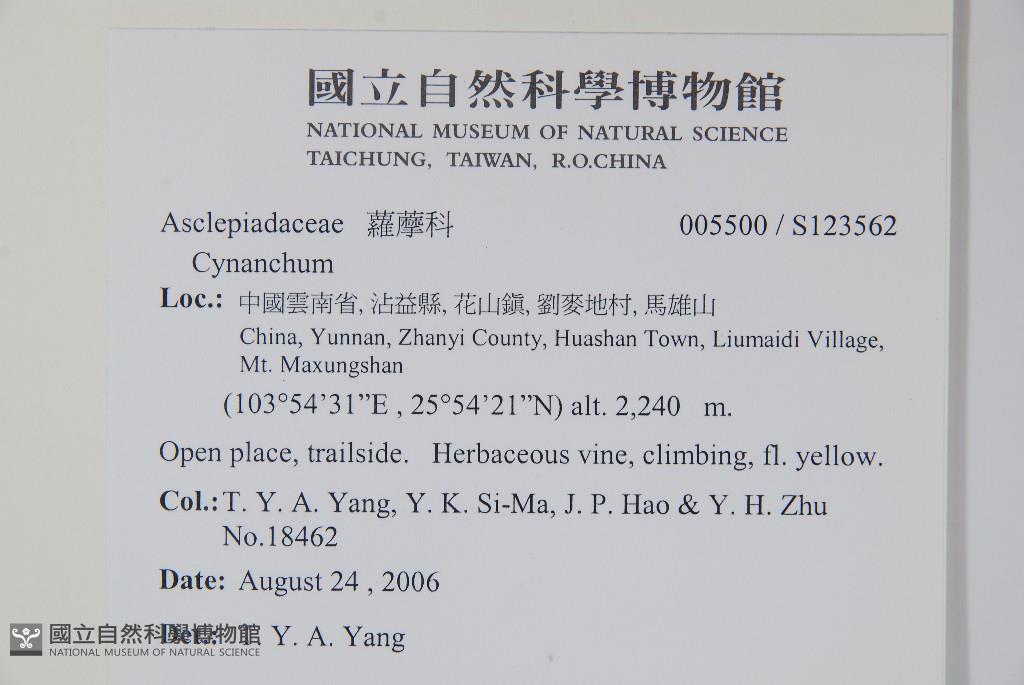 國立自然科學博物館
NATIONAL MUSEUM OF NATURAL SCIENCE
TAICHUNG, TAIWAN, R.O.CHINA
Asclepiadaceae 蘿藦科 005500 / S123562
Cynanchum
Loc.: 中國雲南省, 沾益縣, 花山鎮, 劉麥地村, 馬雄山
China, Yunnan, Zhanyi County, Huashan Town, Liumaidi Village,
Mt. Maxungshan
(103°54’31”E , 25°54’21”N) alt. 2,240 m.
Open place, trailside. Herbaceous vine, climbing, fl. yellow.
Col.: T. Y. A. Yang, Y. K. Si-Ma, J. P. Hao & Y. H. Zhu
No.18462
Date: August 24 , 2006
Det.: T. Y. A. Yang
國立自然科學博物館
NATIONAL MUSEUM OF NATURAL SCIENCE